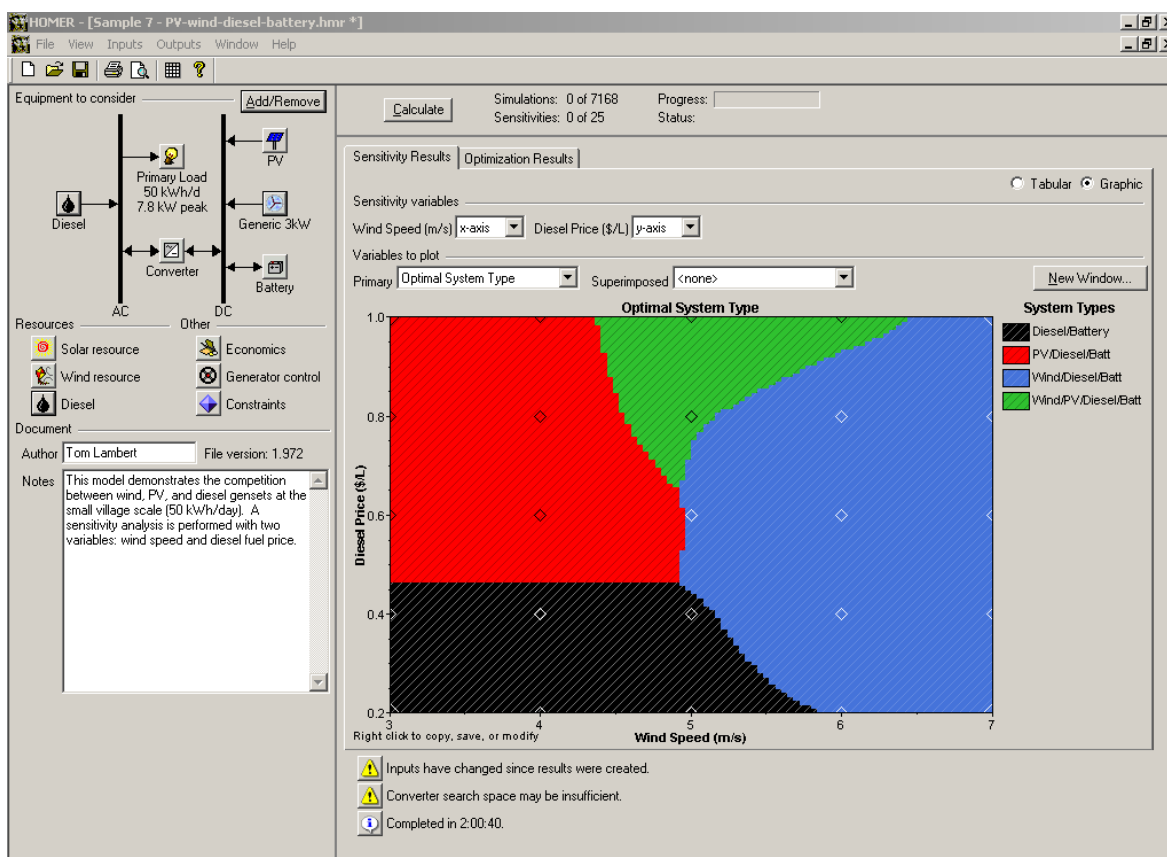 HOMER - [Sample 7 - PV-wind-diesel-battery.hmr *]
File View Inputs Outputs Window Help
Equipment to consider
Add/Remove
PV
Primary Load
50 kWh/d
7.8 kW peak
Diesel
Generic 3kW
Converter
Battery
AC DC
Resources Other
Solar resource Economics
Wind resource Generator control
Diesel Constraints
Document
Author Tom Lambert File version: 1.972
Notes
This model demonstrates the competition
between wind, PV, and diesel gensets at the
small village scale (50 kWh/day). A
sensitivity analysis is performed with two
variables: wind speed and diesel fuel price.
Calculate
Simulations: 0 of 7168 Progress:
Sensitivities: 0 of 25 Status:
Sensitivity Results Optimization Results
Tabular Graphic
Sensitivity variables
Wind Speed (m/s) x-axis Diesel Price ($/L) y-axis
Variables to plot
Primary Optimal System Type Superimposed <none> New Window...
Optimal System Type
System Types
Diesel/Battery
PV/Diesel/Batt
Wind/Diesel/Batt
Wind/PV/Diesel/Batt
Diesel Price ($/L)
1.0
0.8
0.6
0.4
0.2
3 4 5 6 7
Right click to copy, save, or modify
Wind Speed (m/s)
Inputs have changed since results were created.
Converter search space may be insufficient.
Completed in 2:00:40.